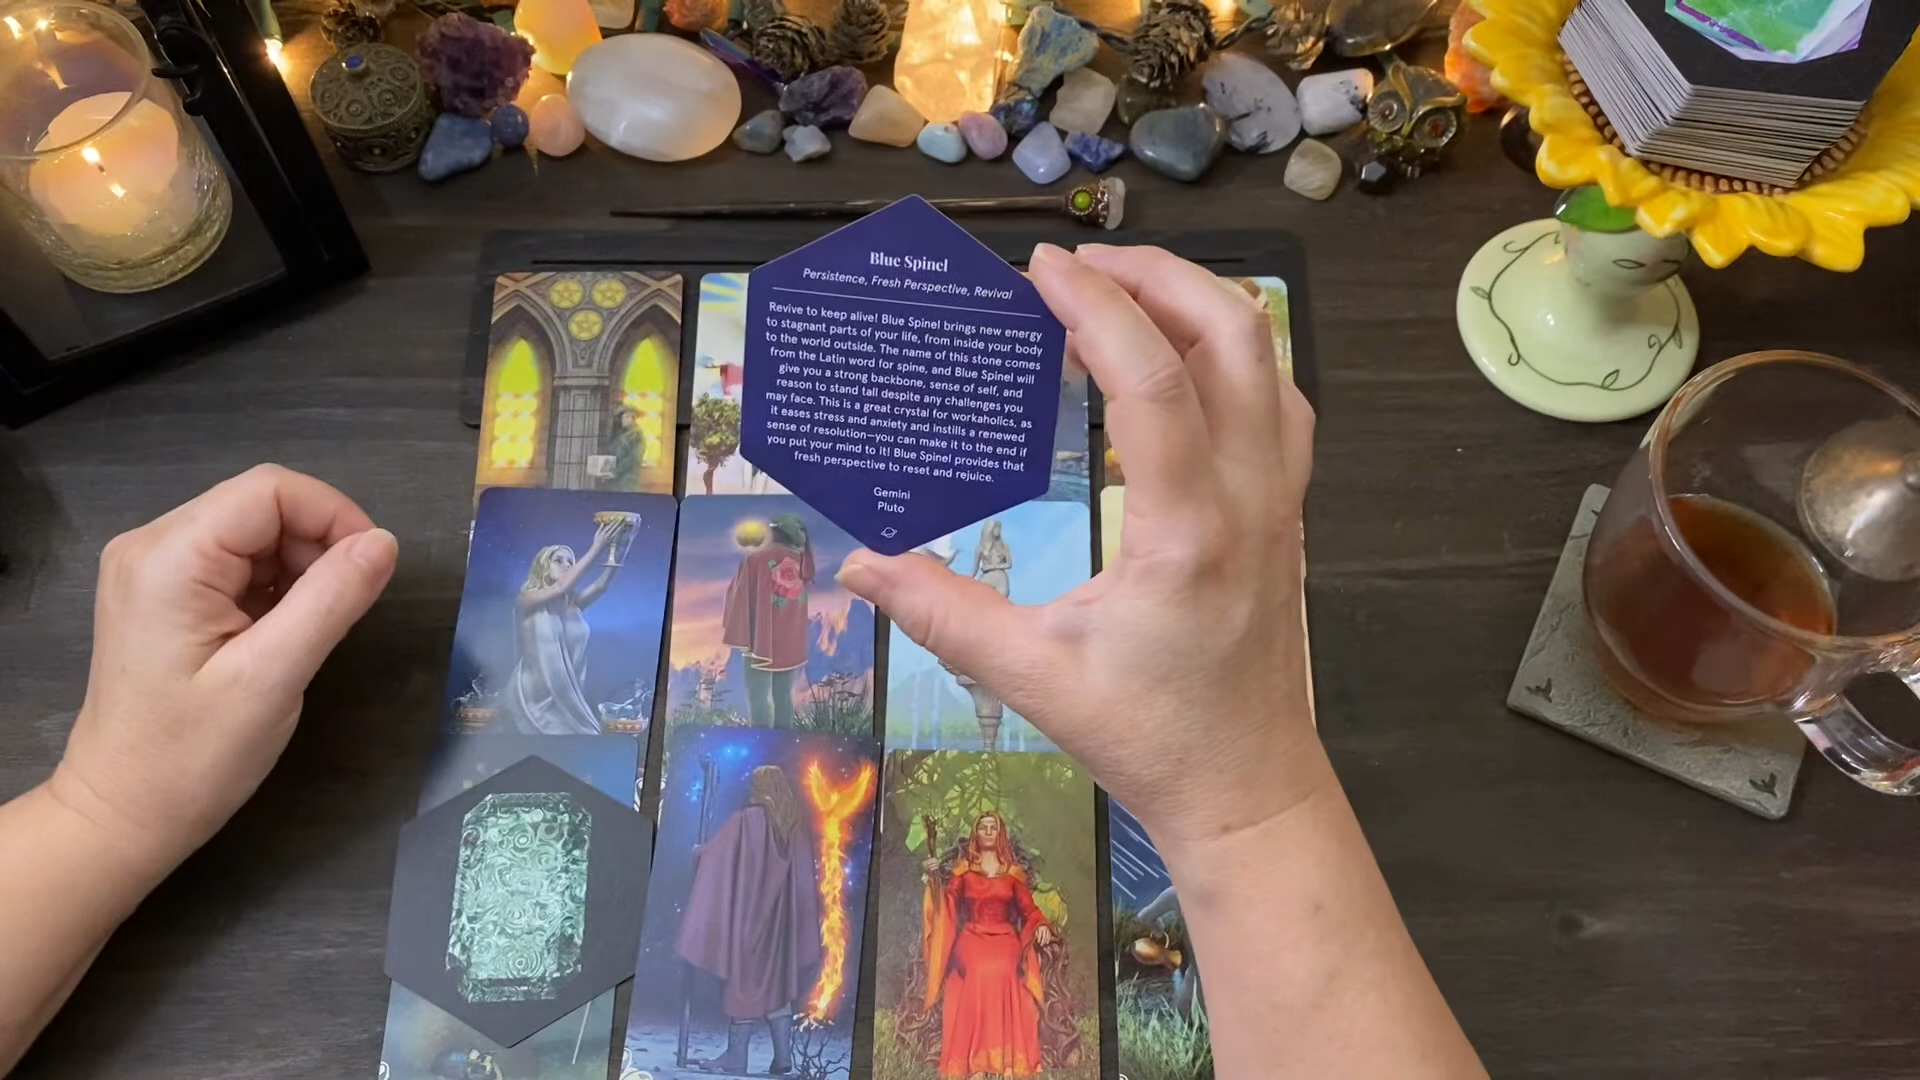 Blue Spinel
Persistence, Fresh Perspective, Revival
Revive to keep alive! Blue Spinel brings new energy
to stagnant parts of your life, from inside your body
to the world outside. The name of this stone comes
from the Latin word for spine, and Blue Spinel will
give you a strong backbone, sense of self, and
reason to stand tall despite any challenges you
may face. This is a great crystal for workaholics, as
it eases stress and anxiety and instills a renewed
sense of resolution—you can make it to the end if
you put your mind to it! Blue Spinel provides that
fresh perspective to reset and rejuice.
Gemini
Pluto